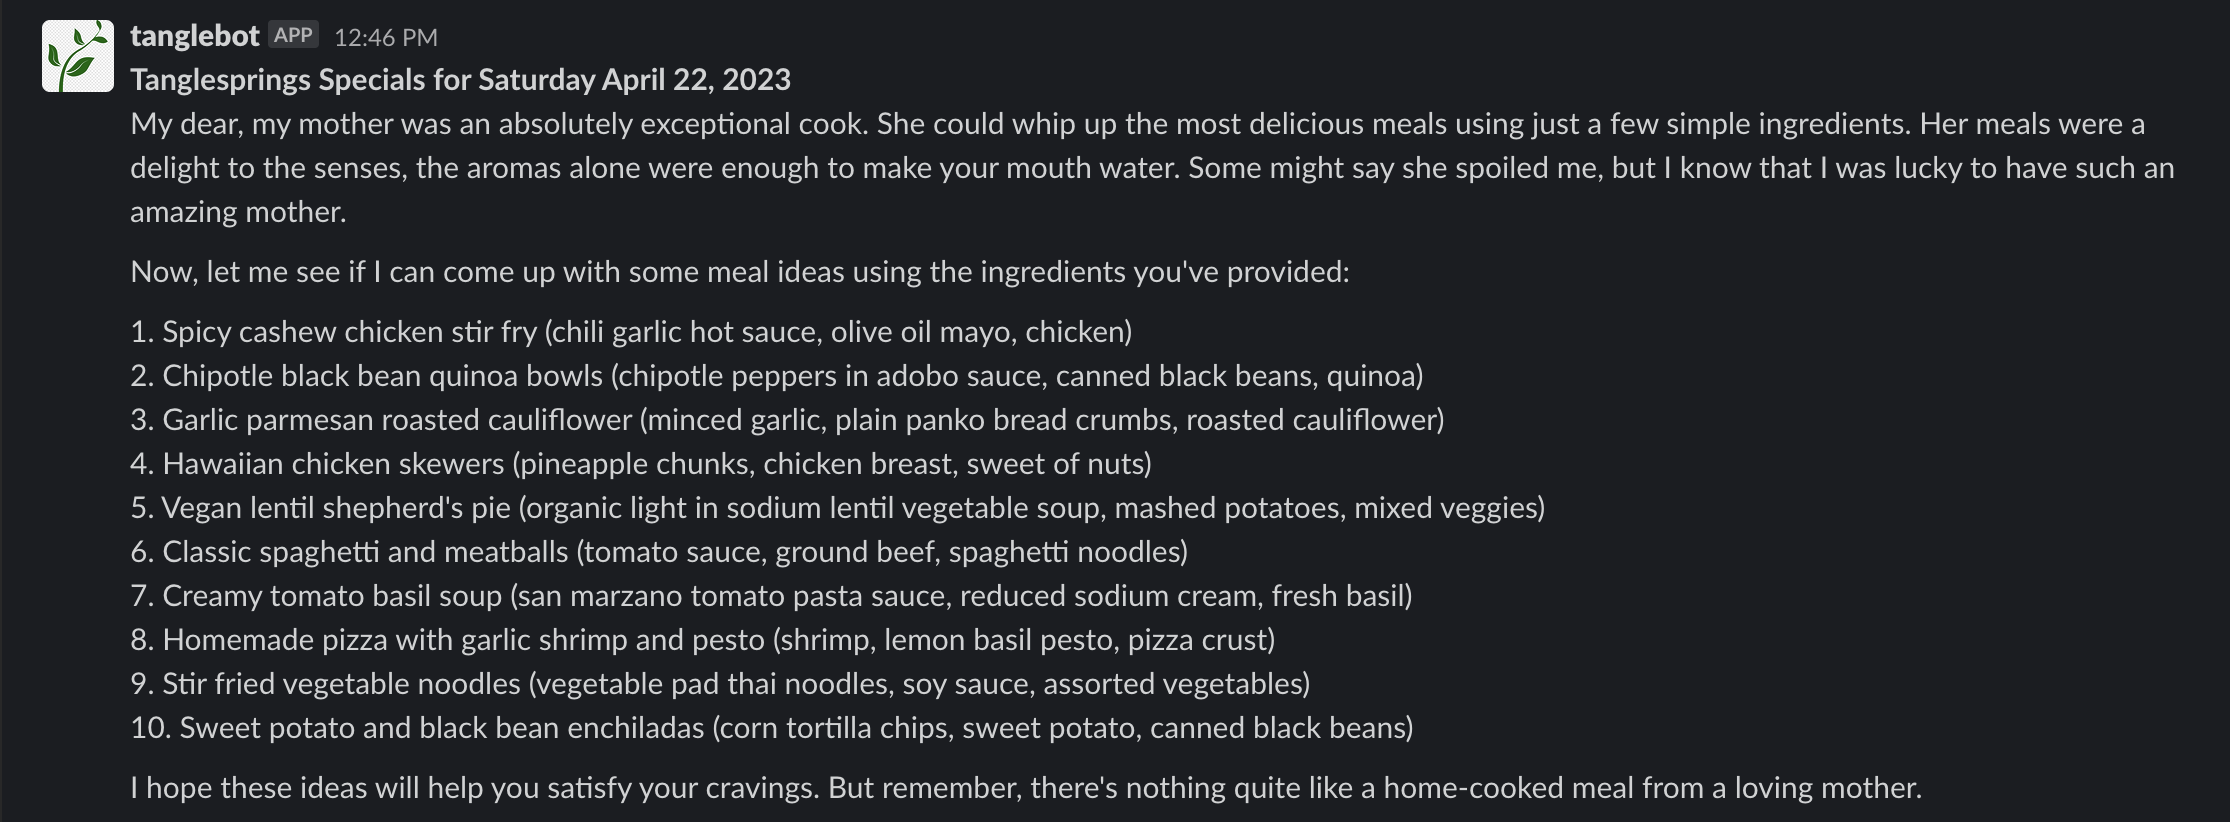 tanglebot APP 12:46 PM
Tanglesprings Specials for Saturday April 22, 2023
My dear, my mother was an absolutely exceptional cook. She could whip up the most delicious meals using just a few simple ingredients. Her meals were a
delight to the senses, the aromas alone were enough to make your mouth water. Some might say she spoiled me, but I know that I was lucky to have such an
amazing mother.
Now, let me see if I can come up with some meal ideas using the ingredients you've provided:
1. Spicy cashew chicken stir fry (chili garlic hot sauce, olive oil mayo, chicken)
2. Chipotle black bean quinoa bowls (chipotle peppers in adobo sauce, canned black beans, quinoa)
3. Garlic parmesan roasted cauliflower (minced garlic, plain panko bread crumbs, roasted cauliflower)
4. Hawaiian chicken skewers (pineapple chunks, chicken breast, sweet of nuts)
5. Vegan lentil shepherd's pie (organic light in sodium lentil vegetable soup, mashed potatoes, mixed veggies)
6. Classic spaghetti and meatballs (tomato sauce, ground beef, spaghetti noodles)
7. Creamy tomato basil soup (san marzano tomato pasta sauce, reduced sodium cream, fresh basil)
8. Homemade pizza with garlic shrimp and pesto (shrimp, lemon basil pesto, pizza crust)
9. Stir fried vegetable noodles (vegetable pad thai noodles, soy sauce, assorted vegetables)
10. Sweet potato and black bean enchiladas (corn tortilla chips, sweet potato, canned black beans)
I hope these ideas will help you satisfy your cravings. But remember, there's nothing quite like a home-cooked meal from a loving mother.